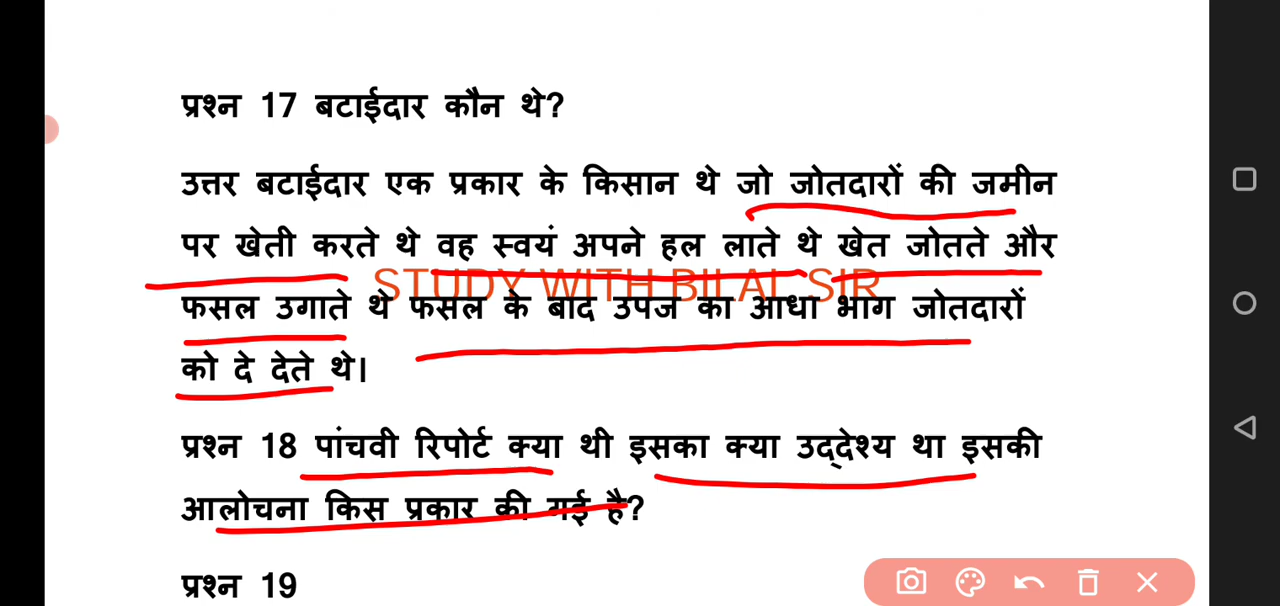 प्रश्न 17 बटाईदार कौन थे?
उत्तर बटाईदार एक प्रकार के किसान थे जो जोतदारों की जमीन
पर खेती करते थे वह स्वयं अपने हल लाते थे खेत जोतते और
STUDY WITH BILAL SIR
फसल उगाते थे फसल के बाद उपज का आधा भाग जोतदारों
को दे देते थे।
प्रश्न 18 पांचवी रिपोर्ट क्या थी इसका क्या उद्देश्य था इसकी
आलोचना किस प्रकार की गई है?
प्रश्न 19